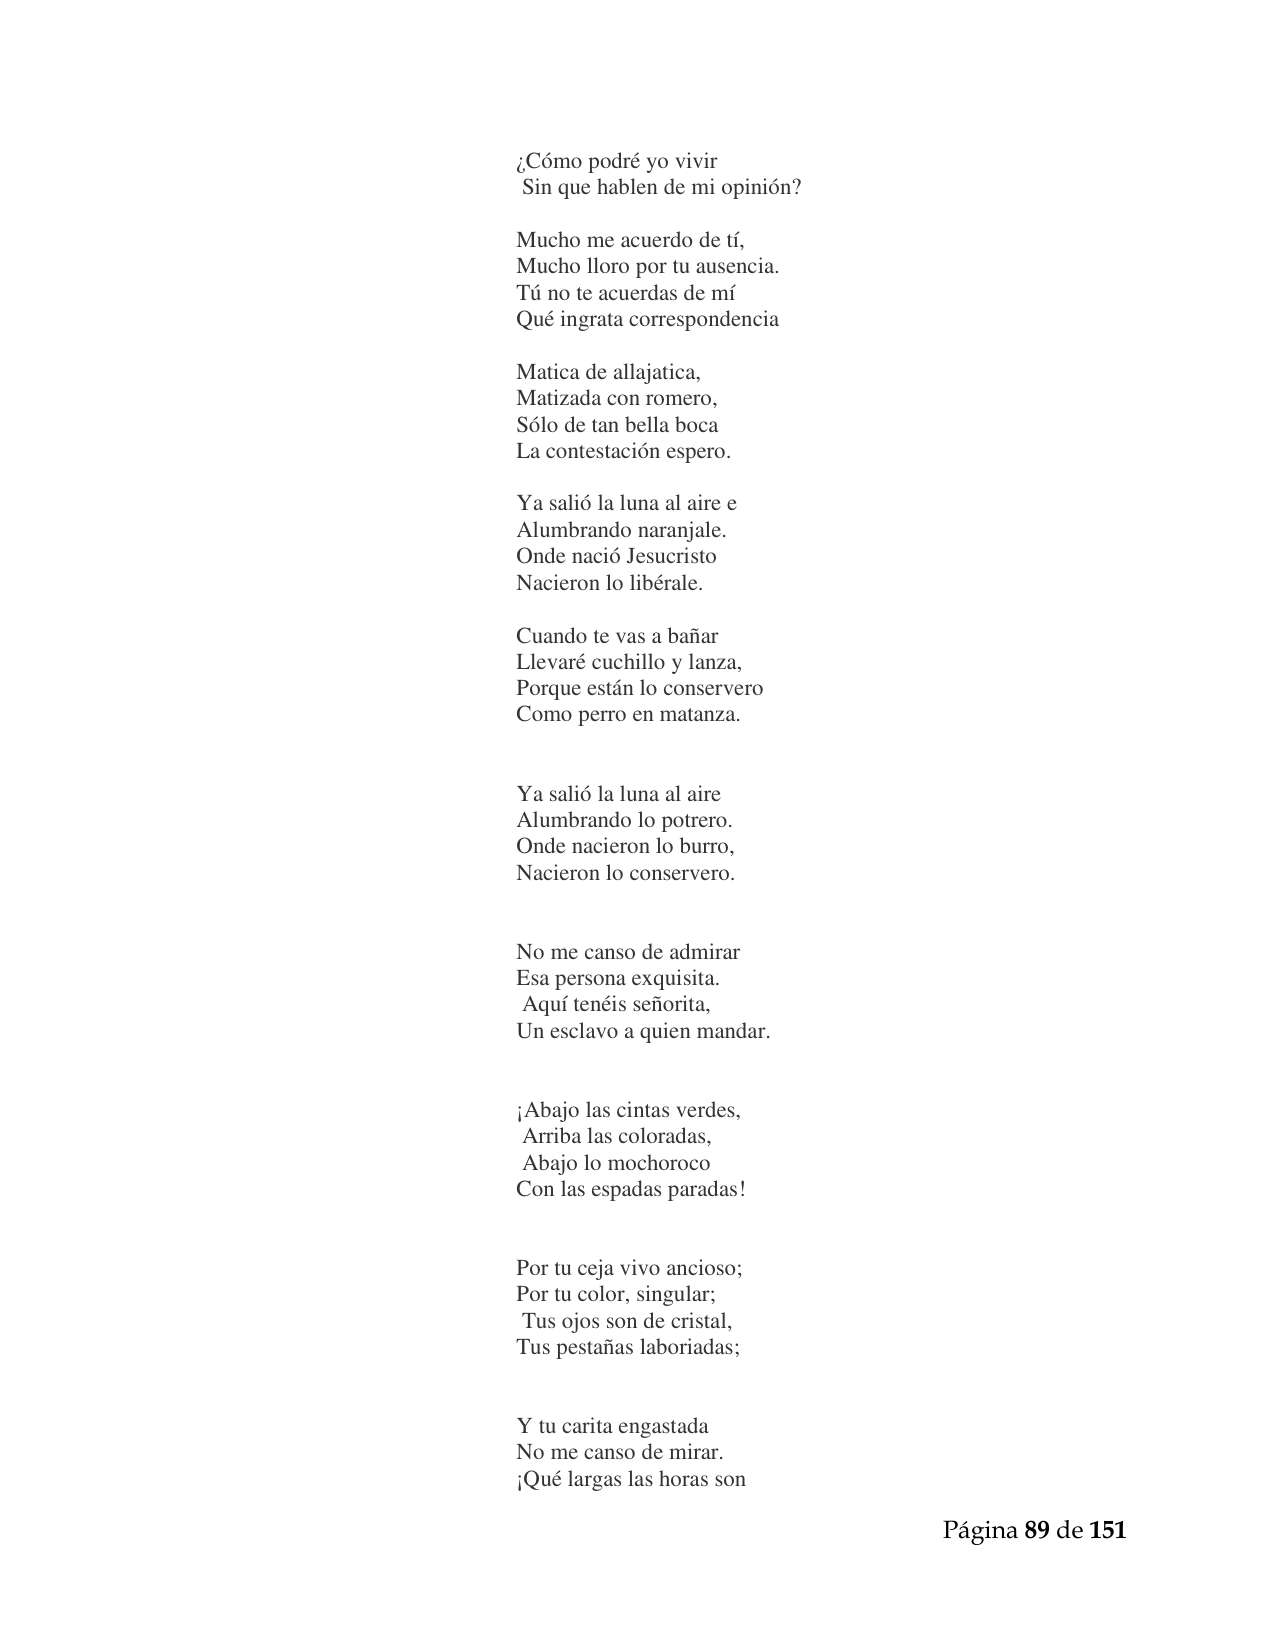 ¿Cómo podré yo vivir
Sin que hablen de mi opinión?
Mucho me acuerdo de tí,
Mucho lloro por tu ausencia.
Tú no te acuerdas de mí
Qué ingrata correspondencia
Matica de allajatica,
Matizada con romero,
Sólo de tan bella boca
La contestación espero.
Ya salió la luna al aire e
Alumbrando naranjale.
Onde nació Jesucristo
Nacieron lo libérale.
Cuando te vas a bañar
Llevaré cuchillo y lanza,
Porque están lo conservero
Como perro en matanza.
Ya salió la luna al aire
Alumbrando lo potrero.
Onde nacieron lo burro,
Nacieron lo conservero.
No me canso de admirar
Esa persona exquisita.
Aquí tenéis señorita,
Un esclavo a quien mandar.
¡Abajo las cintas verdes,
Arriba las coloradas,
Abajo lo mochoroco
Con las espadas paradas!
Por tu ceja vivo ancioso;
Por tu color, singular;
Tus ojos son de cristal,
Tus pestañas laboriadas;
Y tu carita engastada
No me canso de mirar.
¡Qué largas las horas son
Página 89 de 151